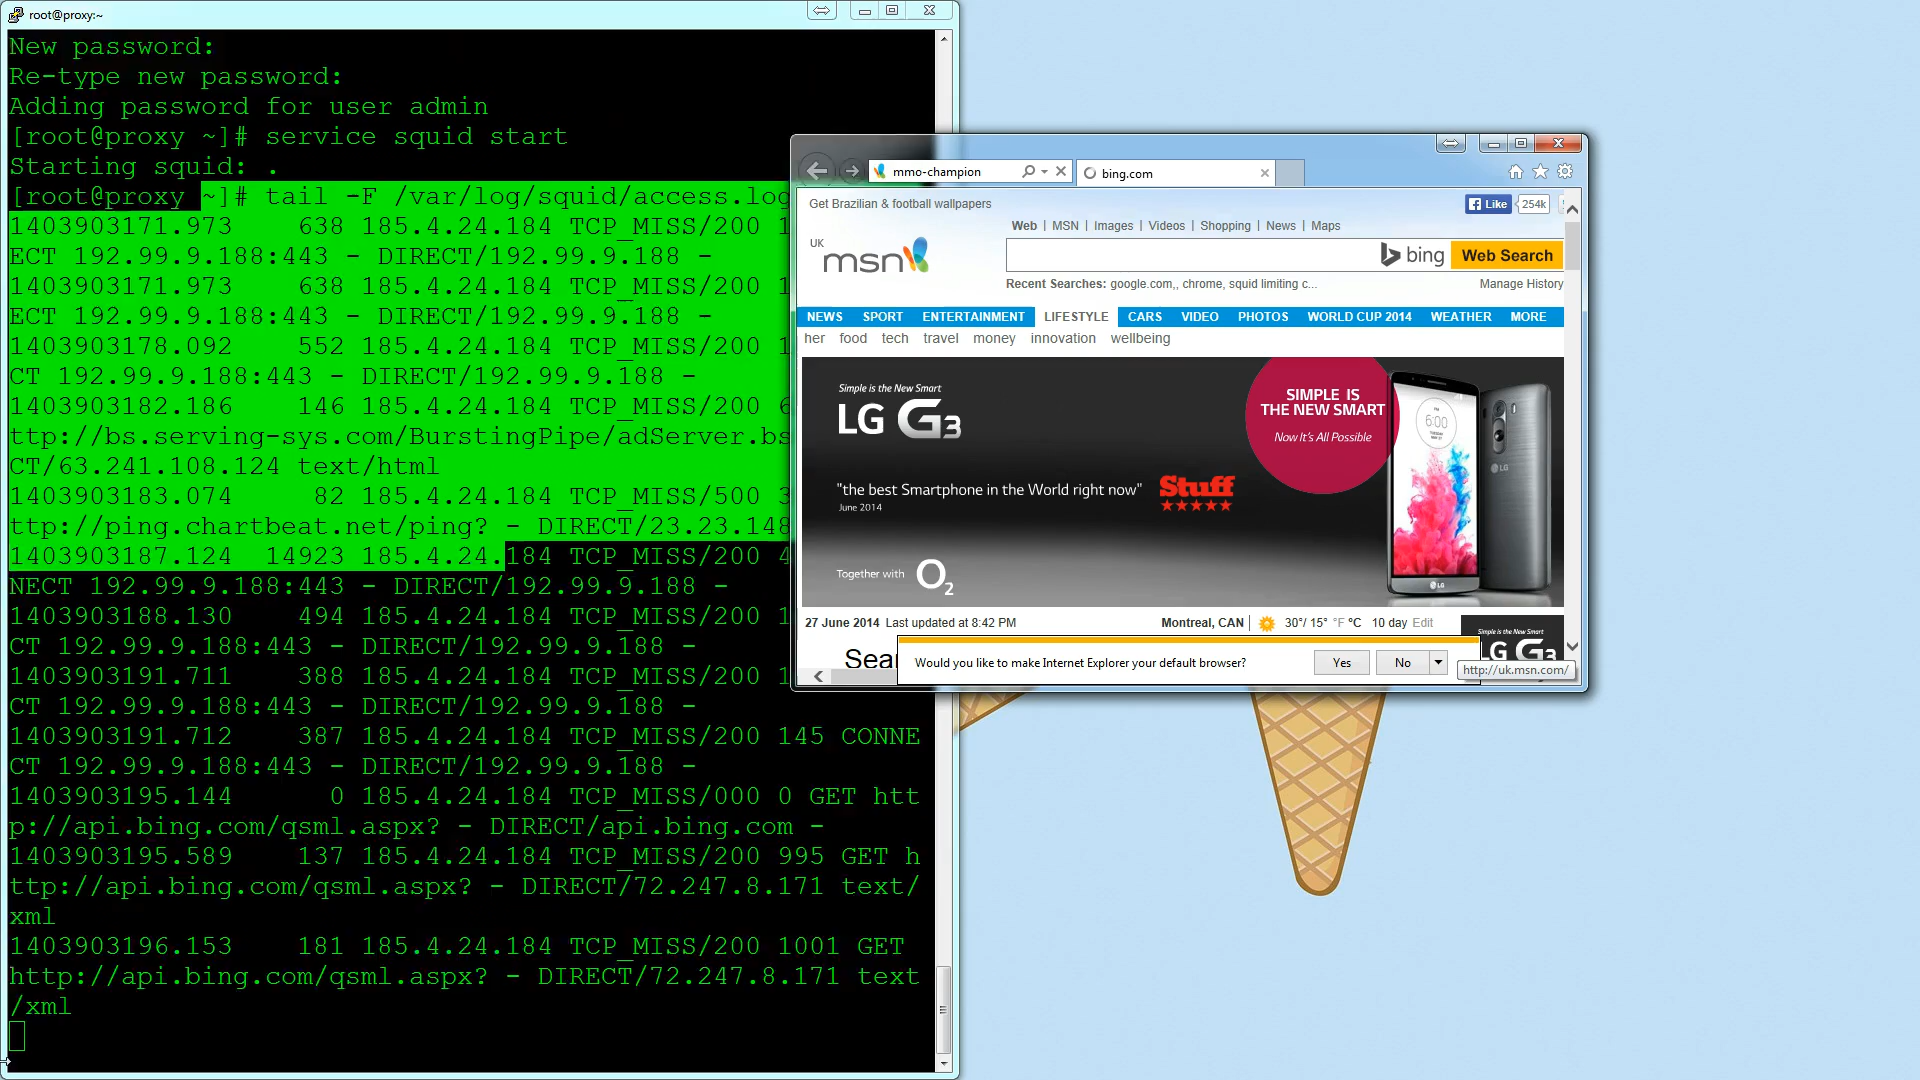 root@proxy:~
New password:
Re-type new password:
Adding password for user admin
[root@proxy ~]# service squid start
Starting squid: .
[root@proxy ~]# tail -F /var/log/squid/access.log
1403903171.973    638 185.4.24.184 TCP_MISS/200 1
ECT 192.99.9.188:443 - DIRECT/192.99.9.188 -
1403903171.973    638 185.4.24.184 TCP_MISS/200 1
ECT 192.99.9.188:443 - DIRECT/192.99.9.188 -
1403903178.092    552 185.4.24.184 TCP_MISS/200 1
CT 192.99.9.188:443 - DIRECT/192.99.9.188 -
1403903182.186    146 185.4.24.184 TCP_MISS/200 6
ttp://bs.serving-sys.com/BurstingPipe/adServer.bs
CT/63.241.108.124 text/html
1403903183.074     82 185.4.24.184 TCP_MISS/500 3
ttp://ping.chartbeat.net/ping? - DIRECT/23.23.148
1403903187.124  14923 185.4.24.184 TCP_MISS/200 4
NECT 192.99.9.188:443 - DIRECT/192.99.9.188 -
1403903188.130    494 185.4.24.184 TCP_MISS/200 1
CT 192.99.9.188:443 - DIRECT/192.99.9.188 -
1403903191.711    388 185.4.24.184 TCP_MISS/200 1
CT 192.99.9.188:443 - DIRECT/192.99.9.188 -
1403903191.712    387 185.4.24.184 TCP_MISS/200 145 CONNE
CT 192.99.9.188:443 - DIRECT/192.99.9.188 -
1403903195.144      0 185.4.24.184 TCP_MISS/000 0 GET htt
p://api.bing.com/qsml.aspx? - DIRECT/api.bing.com -
1403903195.589    137 185.4.24.184 TCP_MISS/200 995 GET h
ttp://api.bing.com/qsml.aspx? - DIRECT/72.247.8.171 text/
xml
1403903196.153    181 185.4.24.184 TCP_MISS/200 1001 GET
http://api.bing.com/qsml.aspx? - DIRECT/72.247.8.171 text
/xml
mmo-champion
bing.com
Get Brazilian & football wallpapers
Like 254k
Web | MSN | Images | Videos | Shopping | News | Maps
UK
msn
bing
Web Search
Recent Searches: google.com,, chrome, squid limiting c...
Manage History
NEWS SPORT ENTERTAINMENT LIFESTYLE CARS VIDEO PHOTOS WORLD CUP 2014 WEATHER MORE
her food tech travel money innovation wellbeing
Simple is the New Smart
LG G3
SIMPLE IS
THE NEW SMART
Now It's All Possible
6:00
LG
LG
"the best Smartphone in the World right now"
June 2014
Stuff
Together with O2
27 June 2014 Last updated at 8:42 PM
Montreal, CAN | 30°/ 15° °F °C 10 day Edit
Simple is the New Smart
LG G3
Sear
Would you like to make Internet Explorer your default browser?
Yes
No
http://uk.msn.com/